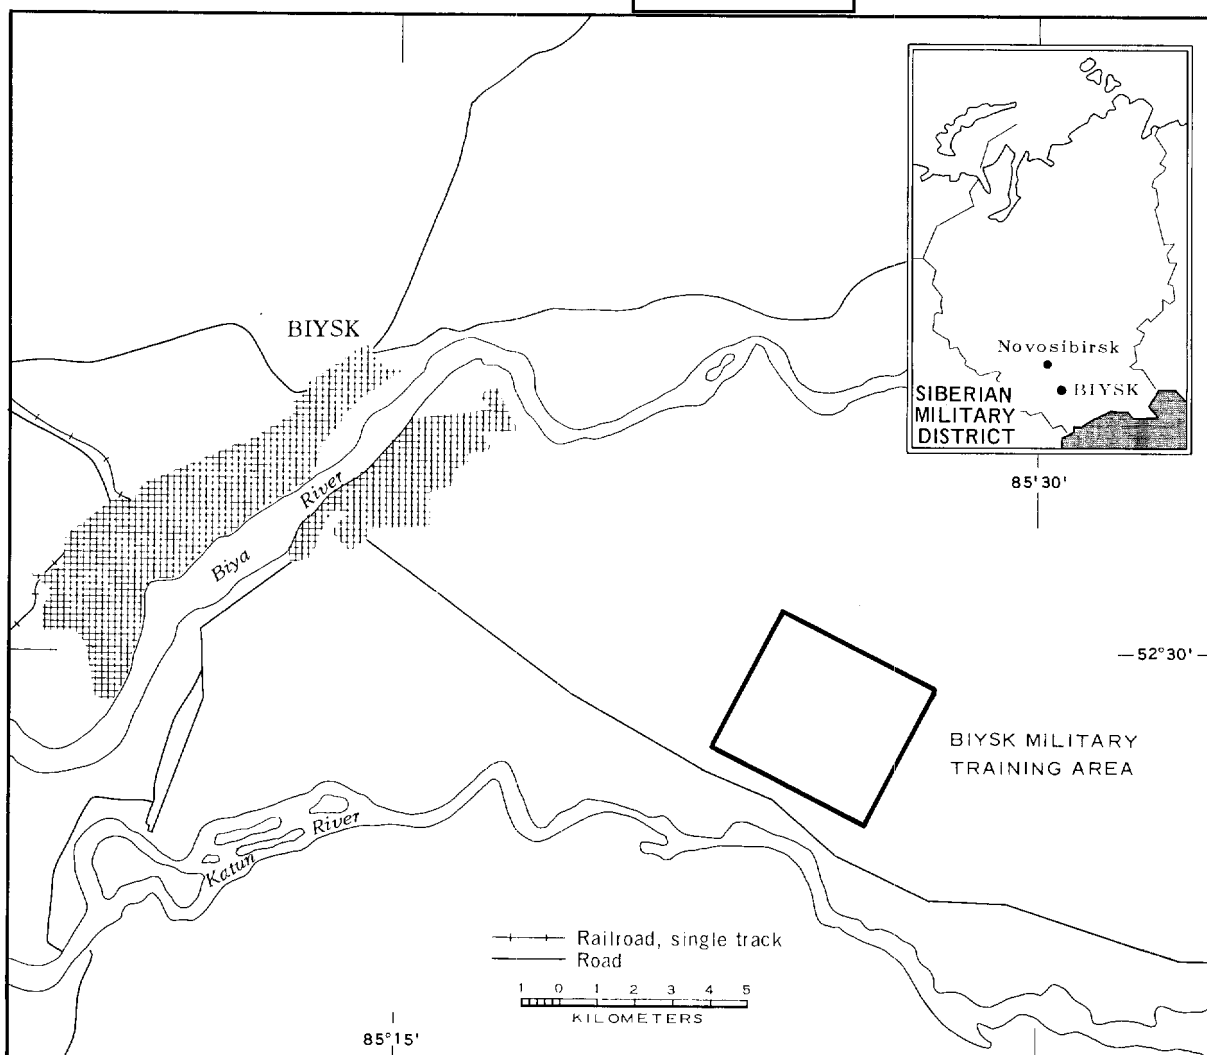 Novosibirsk
BIYSK
SIBERIAN
MILITARY
DISTRICT
BIYSK
85°30'
River
Biya
52°30'
BIYSK MILITARY
TRAINING AREA
River
Katun
Railroad, single track
Road
1 0 1 2 3 4 5
KILOMETERS
85°15'